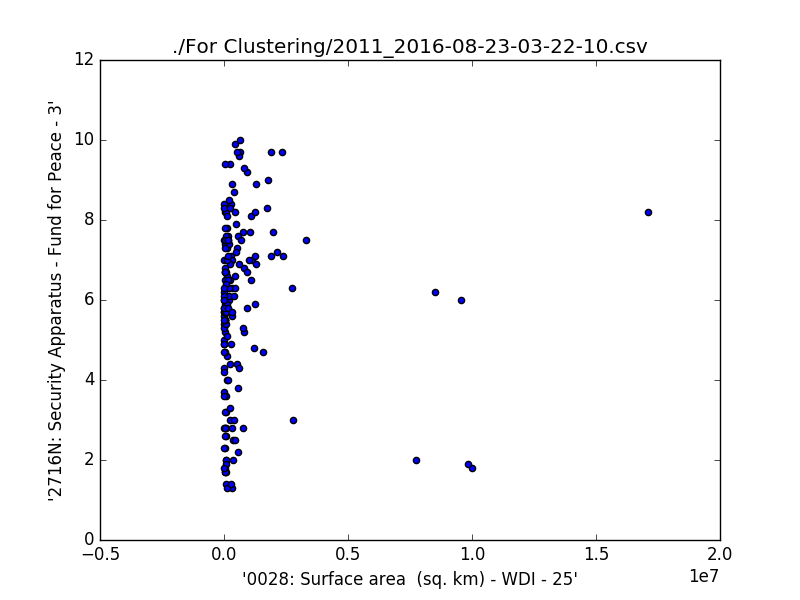 ./For Clustering/2011_2016-08-23-03-22-10.csv
12
10
8
6
4
2
0
'2716N: Security Apparatus - Fund for Peace - 3'
−0.5 0.0 0.5 1.0 1.5 2.0
1e7
'0028: Surface area  (sq. km) - WDI - 25'